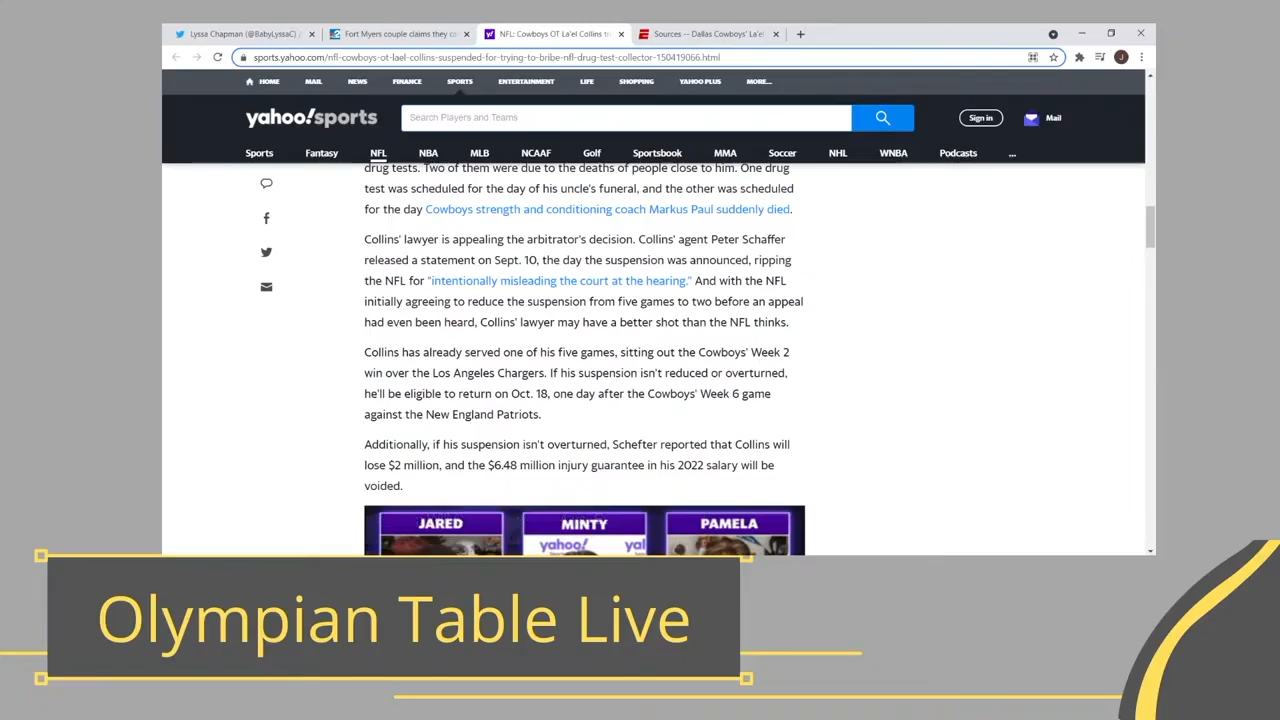 Lyssa Chapman (@BabyLyssaC) /
Fort Myers couple claims they co
NFL: Cowboys OT La'el Collins tr
Sources -- Dallas Cowboys' La'el
sports.yahoo.com/nfl-cowboys-ot-lael-collins-suspended-for-trying-to-bribe-nfl-drug-test-collector-150419066.html
J
HOME MAIL NEWS FINANCE SPORTS ENTERTAINMENT LIFE SHOPPING YAHOO PLUS MORE...
yahoo!sports
Search Players and Teams
Sign in
Mail
Sports Fantasy NFL NBA MLB NCAAF Golf Sportsbook MMA Soccer NHL WNBA Podcasts ...
drug tests. Two of them were due to the deaths of people close to him. One drug
test was scheduled for the day of his uncle's funeral, and the other was scheduled
for the day Cowboys strength and conditioning coach Markus Paul suddenly died.
Collins' lawyer is appealing the arbitrator's decision. Collins' agent Peter Schaffer
released a statement on Sept. 10, the day the suspension was announced, ripping
the NFL for "intentionally misleading the court at the hearing." And with the NFL
initially agreeing to reduce the suspension from five games to two before an appeal
had even been heard, Collins' lawyer may have a better shot than the NFL thinks.
Collins has already served one of his five games, sitting out the Cowboys' Week 2
win over the Los Angeles Chargers. If his suspension isn't reduced or overturned,
he'll be eligible to return on Oct. 18, one day after the Cowboys' Week 6 game
against the New England Patriots.
Additionally, if his suspension isn't overturned, Schefter reported that Collins will
lose $2 million, and the $6.48 million injury guarantee in his 2022 salary will be
voided.
JARED MINTY PAMELA
yahoo! yal
Olympian Table Live